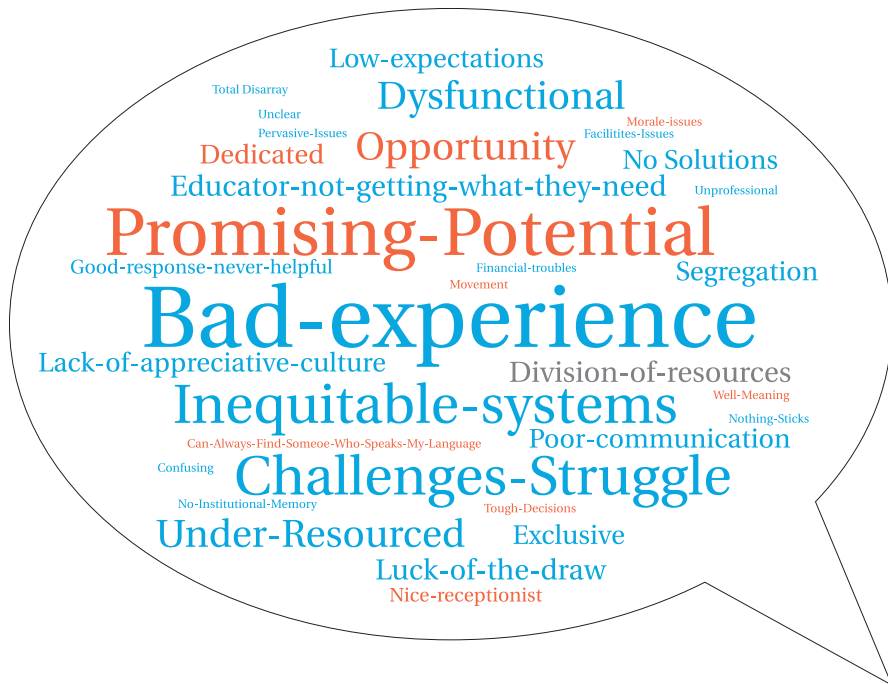 Low-expectations
Total Disarray
Dysfunctional
Unclear
Morale-issues
Pervasive-Issues
Facilitites-Issues
Dedicated
Opportunity
No Solutions
Educator-not-getting-what-they-need
Unprofessional
Promising-Potential
Good-response-never-helpful
Financial-troubles
Segregation
Movement
Bad-experience
Lack-of-appreciative-culture
Division-of-resources
Well-Meaning
Inequitable-systems
Nothing-Sticks
Can-Always-Find-Someoe-Who-Speaks-My-Language
Poor-communication
Confusing
Challenges-Struggle
No-Institutional-Memory
Tough-Decisions
Under-Resourced
Exclusive
Luck-of-the-draw
Nice-receptionist